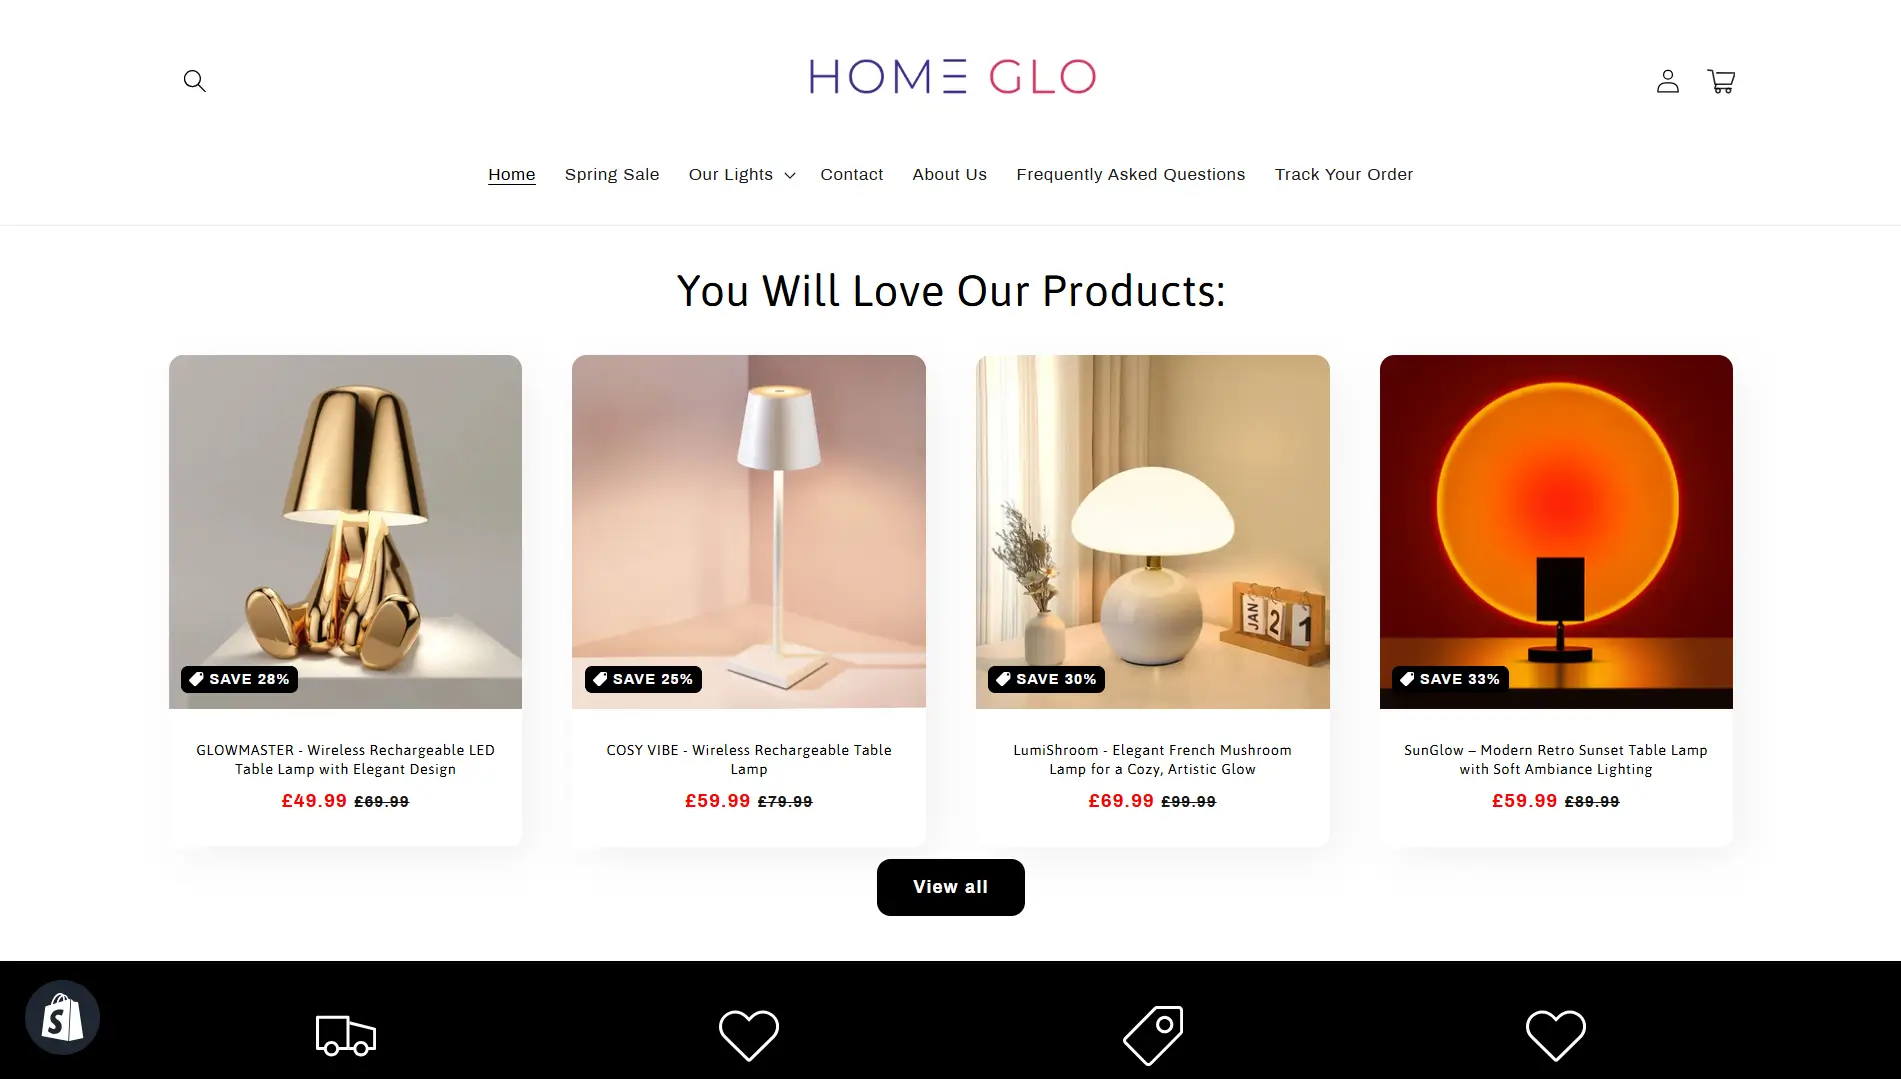 HOME GLO
Home
Spring Sale
Our Lights
Contact
About Us
Frequently Asked Questions
Track Your Order
You Will Love Our Products:
JAN 2 1
SAVE 28%
SAVE 25%
SAVE 30%
SAVE 33%
GLOWMASTER - Wireless Rechargeable LED
Table Lamp with Elegant Design
£49.99 £69.99
COSY VIBE - Wireless Rechargeable Table
Lamp
£59.99 £79.99
LumiShroom - Elegant French Mushroom
Lamp for a Cozy, Artistic Glow
£69.99 £99.99
SunGlow – Modern Retro Sunset Table Lamp
with Soft Ambiance Lighting
£59.99 £89.99
View all
S